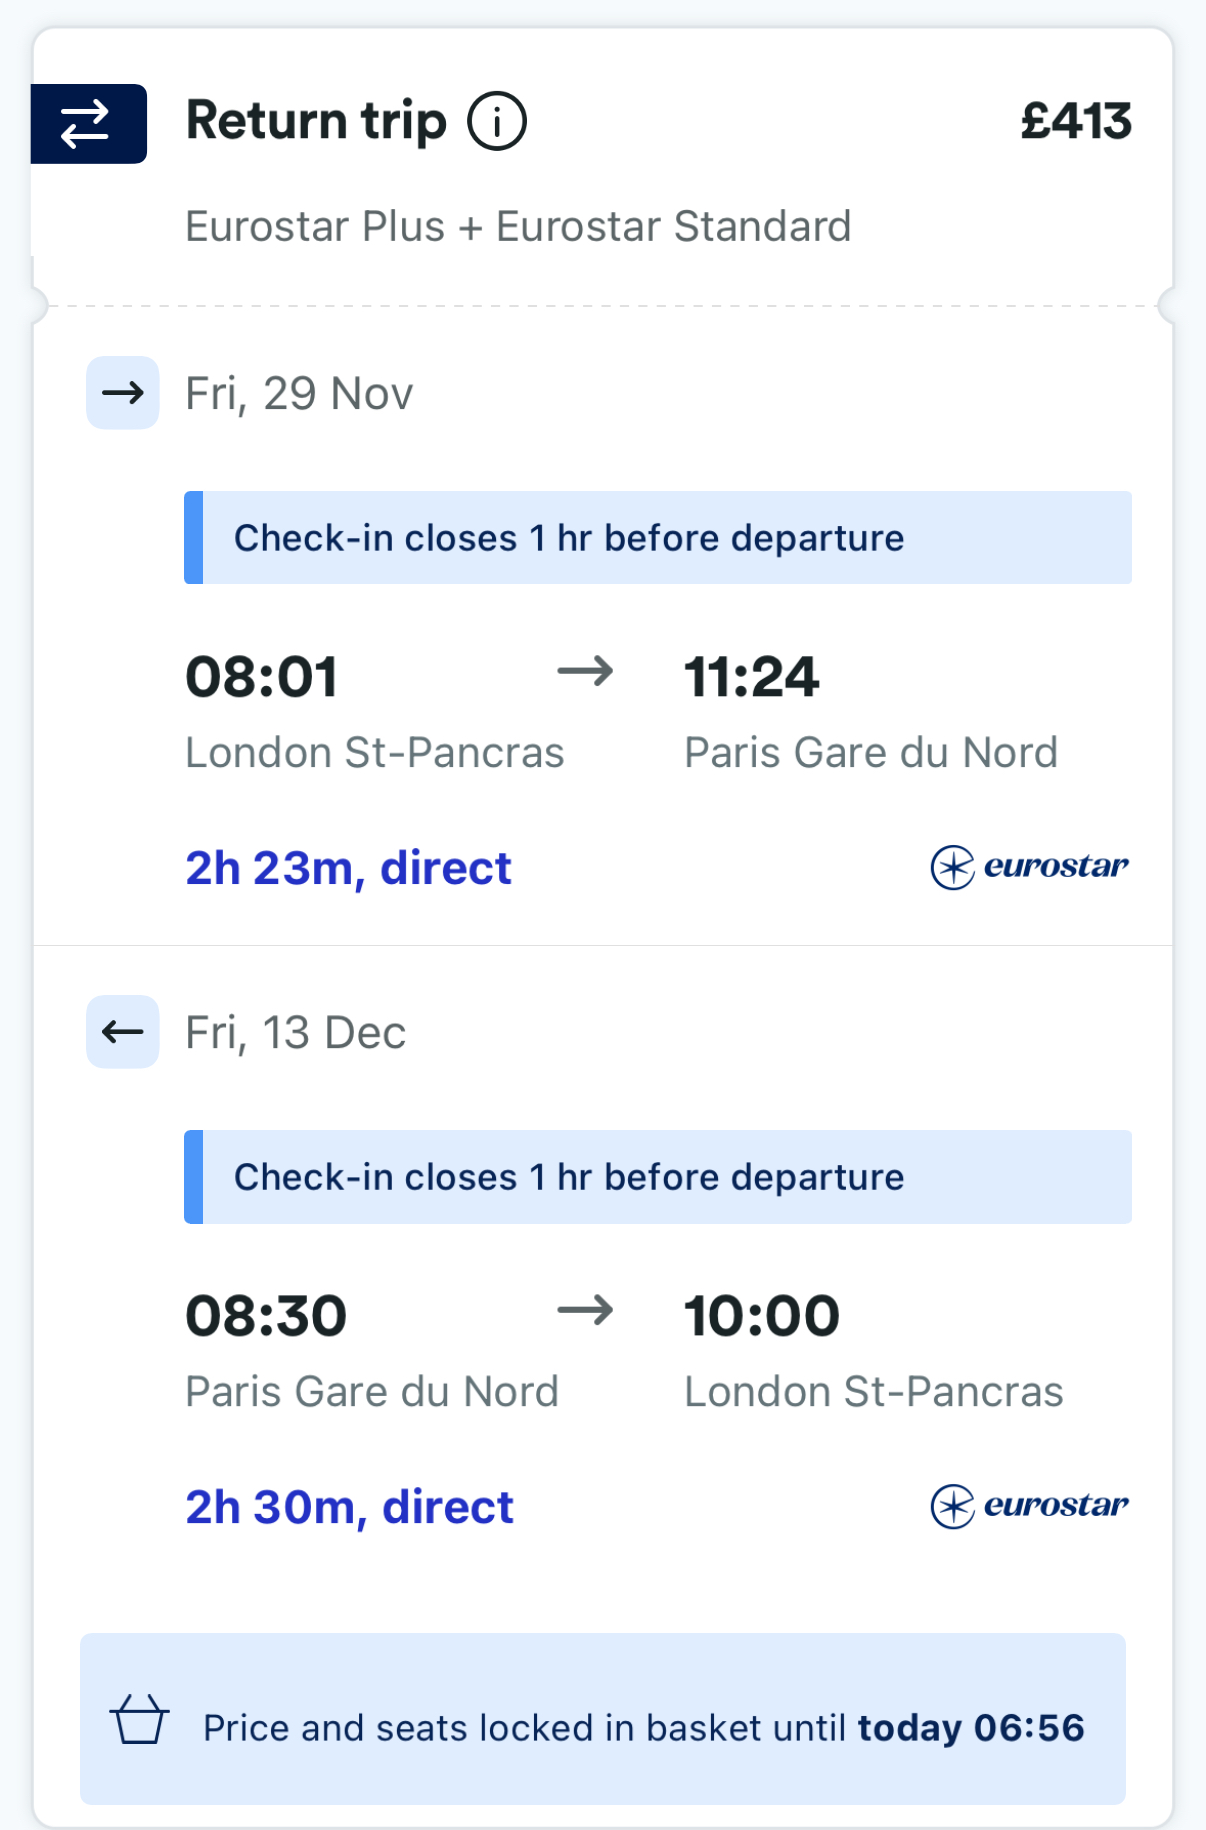 Return trip i £413
Eurostar Plus + Eurostar Standard
Fri, 29 Nov
Check-in closes 1 hr before departure
08:01 → 11:24
London St-Pancras Paris Gare du Nord
2h 23m, direct eurostar
Fri, 13 Dec
Check-in closes 1 hr before departure
08:30 → 10:00
Paris Gare du Nord London St-Pancras
2h 30m, direct eurostar
Price and seats locked in basket until today 06:56